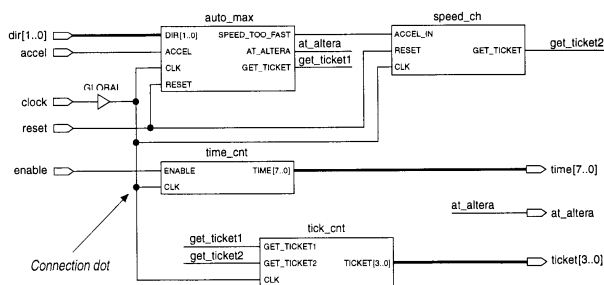 auto_max
speed_ch
dir[1..0]
DIR[1..0]
SPEED_TOO_FAST
ACCEL_IN
accel
ACCEL
AT_ALTERA
at_altera
RESET
GET_TICKET
get_ticket2
CLK
GET_TICKET
get_ticket1
CLK
RESET
clock
GLOBAL
reset
time_cnt
enable
ENABLE
TIME[7..0]
time[7..0]
CLK
at_altera
at_altera
tick_cnt
get_ticket1
GET_TICKET1
get_ticket2
GET_TICKET2
TICKET[3..0]
ticket[3..0]
CLK
Connection dot